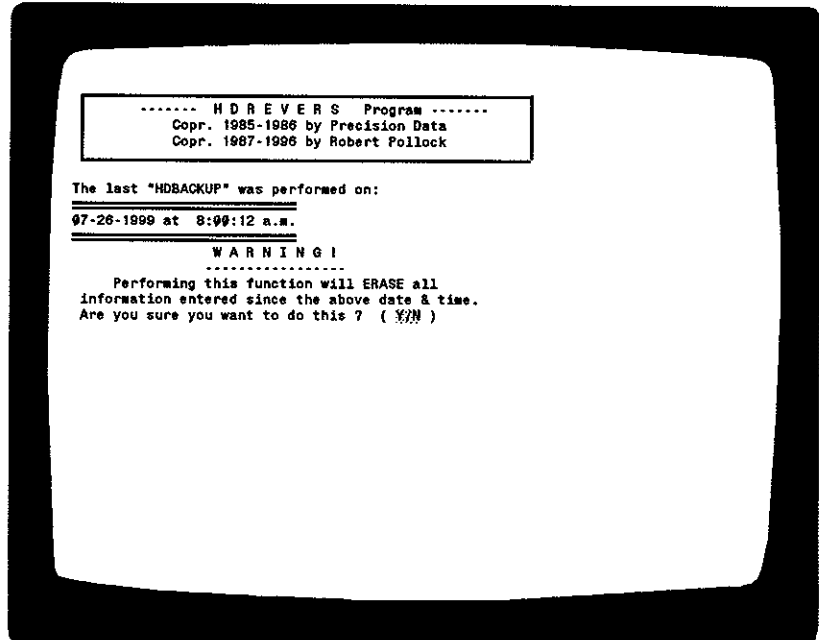 ------- H D R E V E R S Program -------
Copr. 1985-1986 by Precision Data
Copr. 1987-1996 by Robert Pollock
The last "HDBACKUP" was performed on:
07-26-1999 at 8:00:12 a.m.
W A R N I N G !
-----------------
Performing this function will ERASE all
information entered since the above date & time.
Are you sure you want to do this ? ( Y/N )